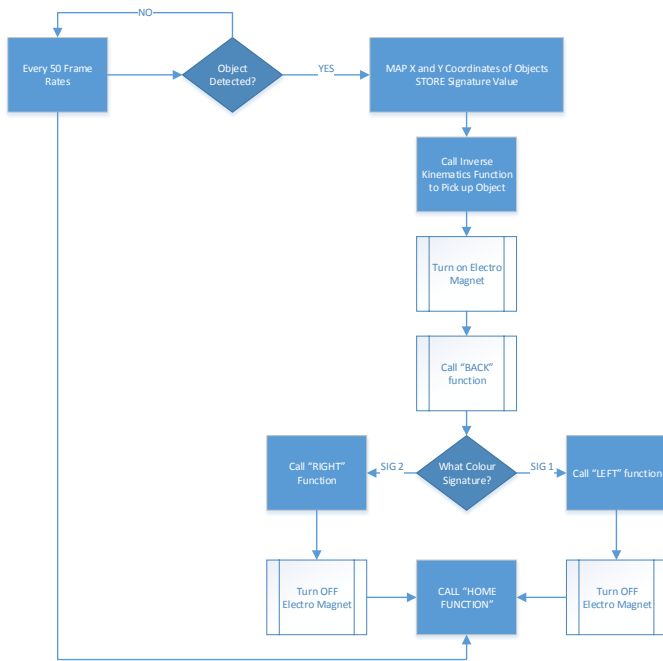 NO
Every 50 Frame
Rates
Object
Detected?
YES
MAP X and Y Coordinates of Objects
STORE Signature Value
Call Inverse
Kinematics Function
to Pick up Object
Turn on Electro
Magnet
Call “BACK”
function
Call “RIGHT”
Function
SIG 2
What Colour
Signature?
SIG 1
Call “LEFT” function
Turn OFF
Electro Magnet
CALL “HOME
FUNCTION”
Turn OFF
Electro Magnet